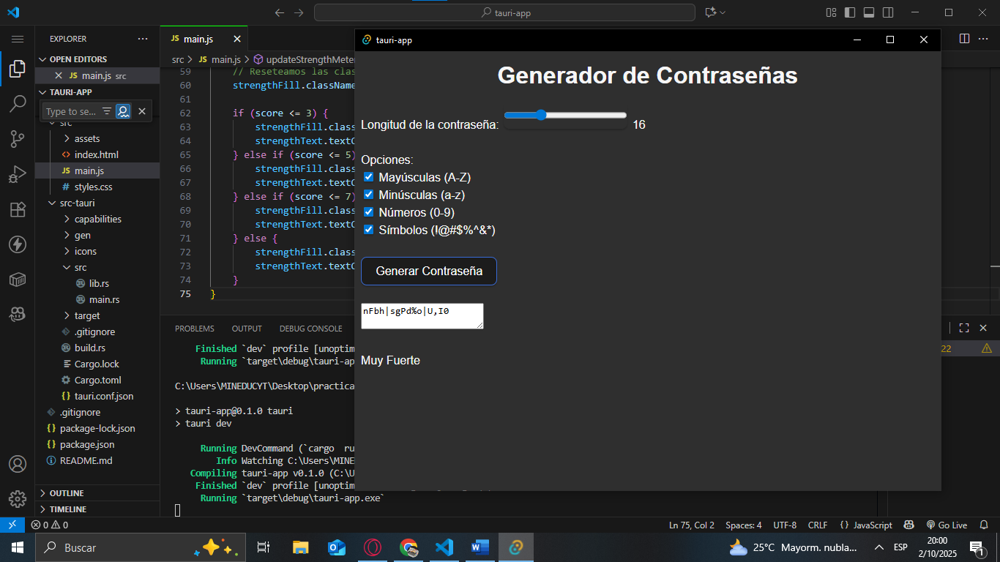 tauri-app
EXPLORER
OPEN EDITORS
JS main.js src
TAURI-APP
Type to se...
src
assets
<> index.html
JS main.js
# styles.css
src-tauri
capabilities
gen
icons
src
lib.rs
main.rs
target
.gitignore
build.rs
Cargo.lock
Cargo.toml
{} tauri.conf.json
.gitignore
{} package-lock.json
{} package.json
README.md
OUTLINE
TIMELINE
JS main.js
src > JS main.js > updateStrengthMeter
59 // Reseteamos las clas
60 strengthFill.className
61
62 if (score <= 3) {
63 strengthFill.class
64 strengthText.textC
65 } else if (score <= 5)
66 strengthFill.class
67 strengthText.textC
68 } else if (score <= 7)
69 strengthFill.class
70 strengthText.textC
71 } else {
72 strengthFill.class
73 strengthText.textC
74 }
75 }
PROBLEMS OUTPUT DEBUG CONSOLE
Finished `dev` profile [unoptim
Running `target\debug\tauri-ap
C:\Users\MINEDUCYT\Desktop\practica
> tauri-app@0.1.0 tauri
> tauri dev
Running DevCommand (`cargo ru
Info Watching C:\Users\MINE
Compiling tauri-app v0.1.0 (C:\U
Finished `dev` profile [unoptim
Running `target\debug\tauri-app.exe`
22
tauri-app
Generador de Contraseñas
Longitud de la contraseña: 16
Opciones:
Mayúsculas (A-Z)
Minúsculas (a-z)
Números (0-9)
Símbolos (!@#$%^&*)
Generar Contraseña
nFbh|sgPd%o|U,I0
Muy Fuerte
0 0 Ln 75, Col 2 Spaces: 4 UTF-8 CRLF {} JavaScript Go Live
Buscar
25°C Mayorm. nubla... ESP
20:00
2/10/2025
1